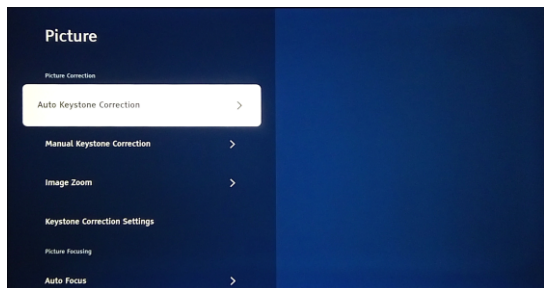 Picture
Picture Correction
Auto Keystone Correction
Manual Keystone Correction
Image Zoom
Keystone Correction Settings
Picture Focusing
Auto Focus